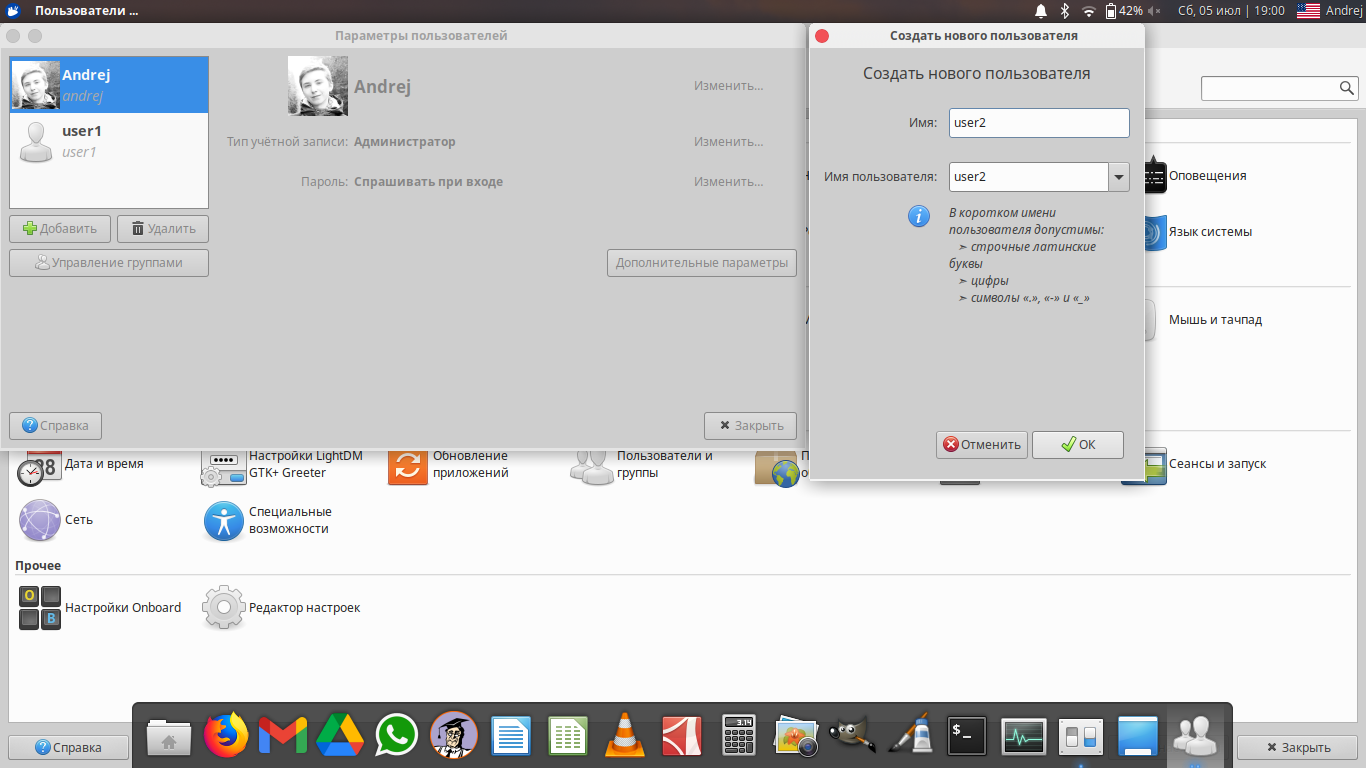 Пользователи ...
42%
Сб, 05 июл | 19:00
Andrej
Параметры пользователей
Andrej
andrej
user1
user1
Добавить
Удалить
Управление группами
Andrej
Изменить...
Тип учётной записи: Администратор
Изменить...
Пароль: Спрашивать при входе
Изменить...
Дополнительные параметры
Справка
Закрыть
Создать нового пользователя
Создать нового пользователя
Имя:
user2
Имя пользователя:
user2
В коротком имени
пользователя допустимы:
➣ строчные латинские
буквы
➣ цифры
➣ символы «.», «-» и «_»
Отменить
OK
Оповещения
Язык системы
Мышь и тачпад
Дата и время
Настройки LightDM
GTK+ Greeter
Обновление
приложений
Пользователи и
группы
Сеансы и запуск
Сеть
Специальные
возможности
Прочее
O
B
Настройки Onboard
Редактор настроек
3.14
Справка
Закрыть